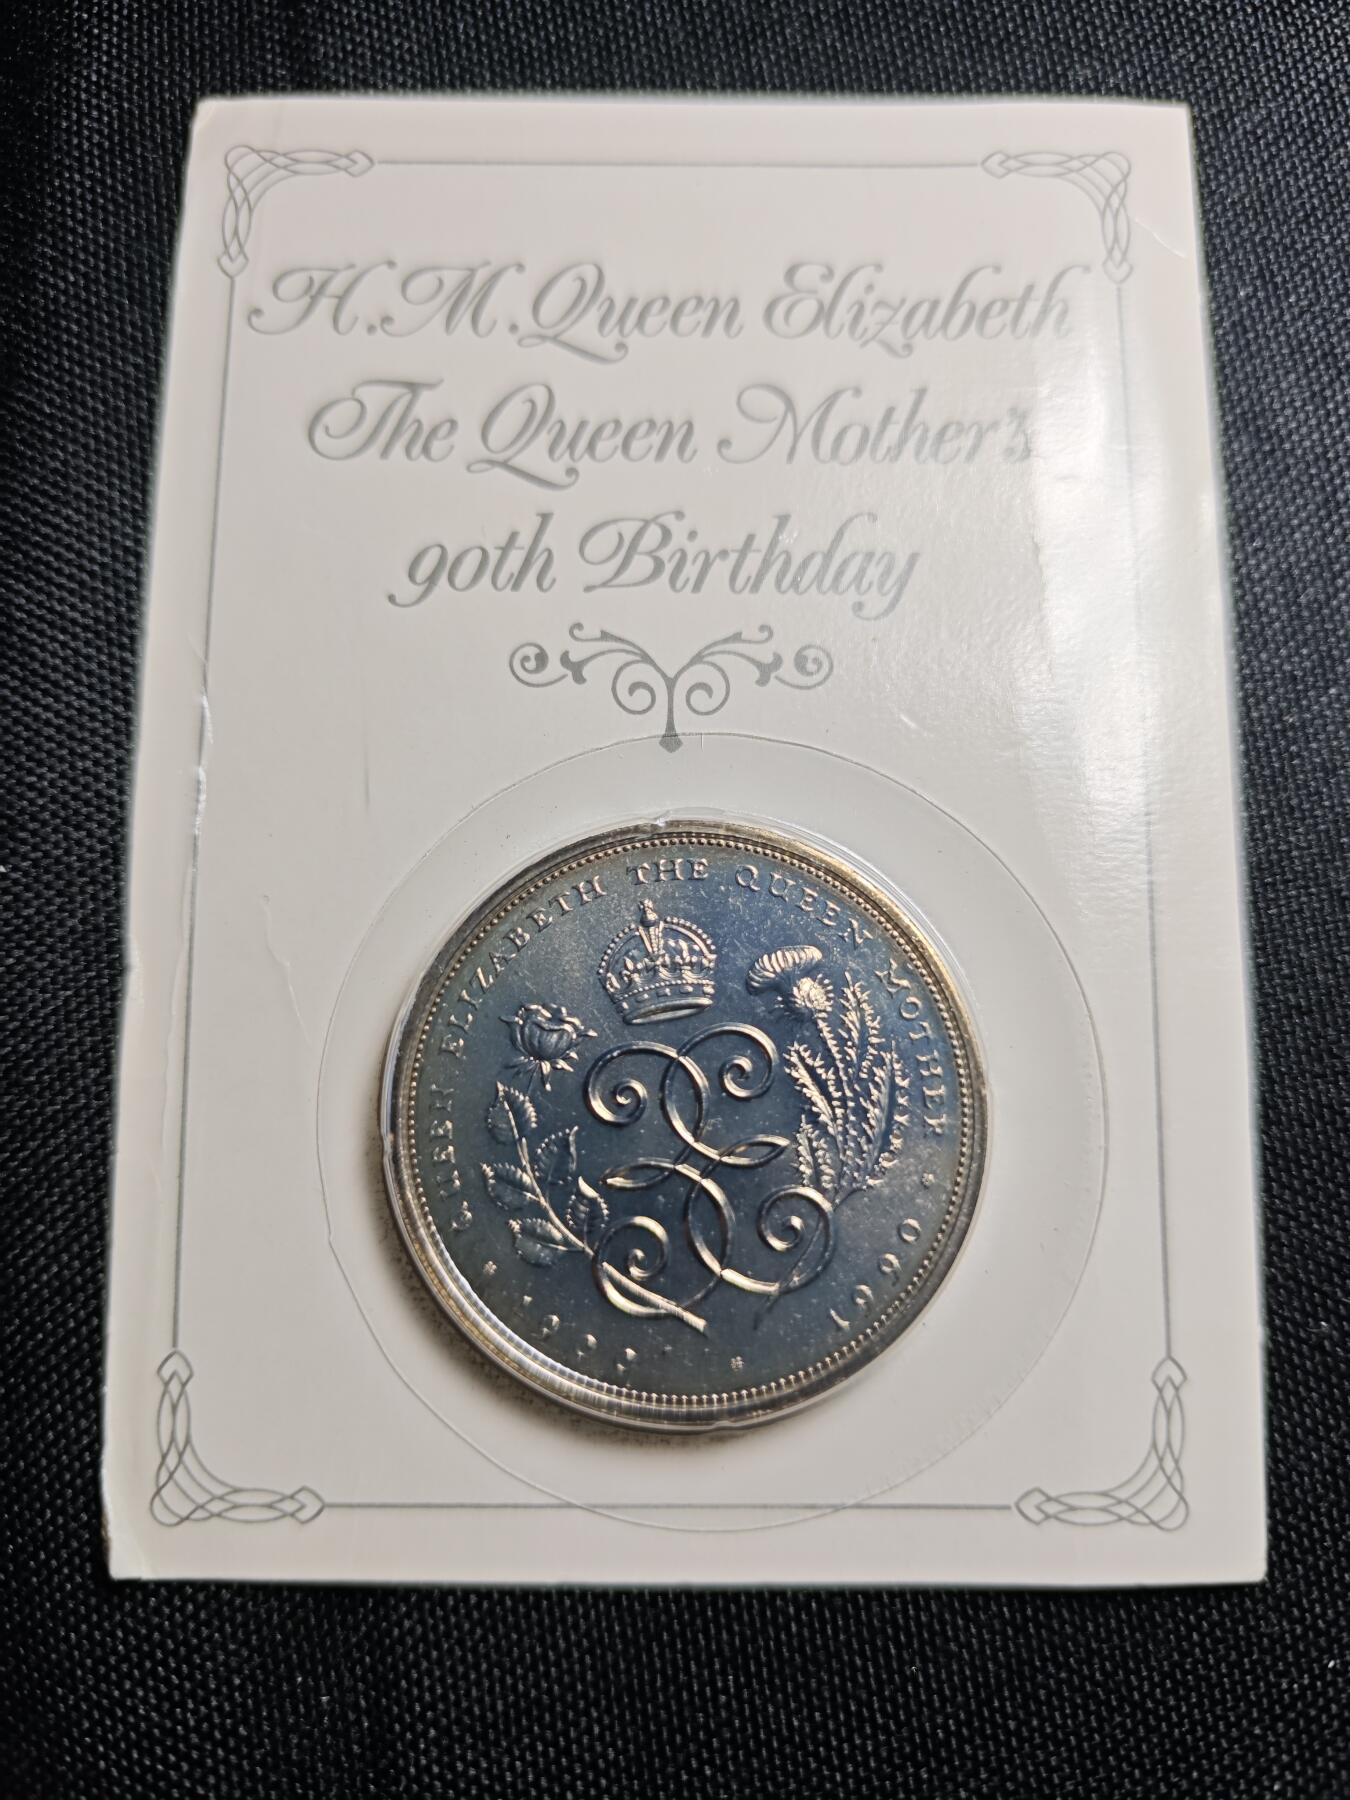 H.M. Queen Elizabeth
The Queen Mother's
90th Birthday
QUEEN ELIZABETH THE QUEEN MOTHER
· 1900 · 1990